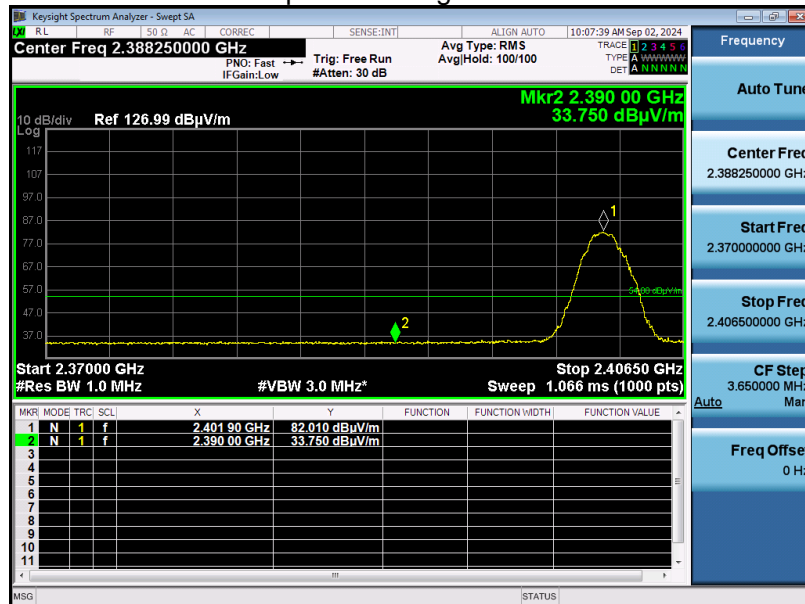 Keysight Spectrum Analyzer - Swept SA
LXI RL RF 50 Ω AC CORREC SENSE:INT ALIGN AUTO 10:07:39 AM Sep 02, 2024
Center Freq 2.388250000 GHz
PNO: Fast
IFGain:Low
Trig: Free Run
#Atten: 30 dB
Avg Type: RMS
Avg|Hold: 100/100
TRACE 1 2 3 4 5 6
TYPE A WWWWW
DET A N N N N N
Mkr2 2.390 00 GHz
33.750 dBµV/m
10 dB/div Ref 126.99 dBµV/m
Log
117
107
97.0
87.0
77.0
67.0
57.0
47.0
37.0
1
54.00 dBµV/m
2
Start 2.37000 GHz Stop 2.40650 GHz
#Res BW 1.0 MHz #VBW 3.0 MHz* Sweep 1.066 ms (1000 pts)
MKR MODE TRC SCL X Y FUNCTION FUNCTION WIDTH FUNCTION VALUE
1 N 1 f 2.401 90 GHz 82.010 dBµV/m
2 N 1 f 2.390 00 GHz 33.750 dBµV/m
3
4
5
6
7
8
9
10
11
MSG STATUS
Frequency
Auto Tune
Center Freq
2.388250000 GHz
Start Freq
2.370000000 GHz
Stop Freq
2.406500000 GHz
CF Step
3.650000 MHz
Auto Man
Freq Offset
0 Hz